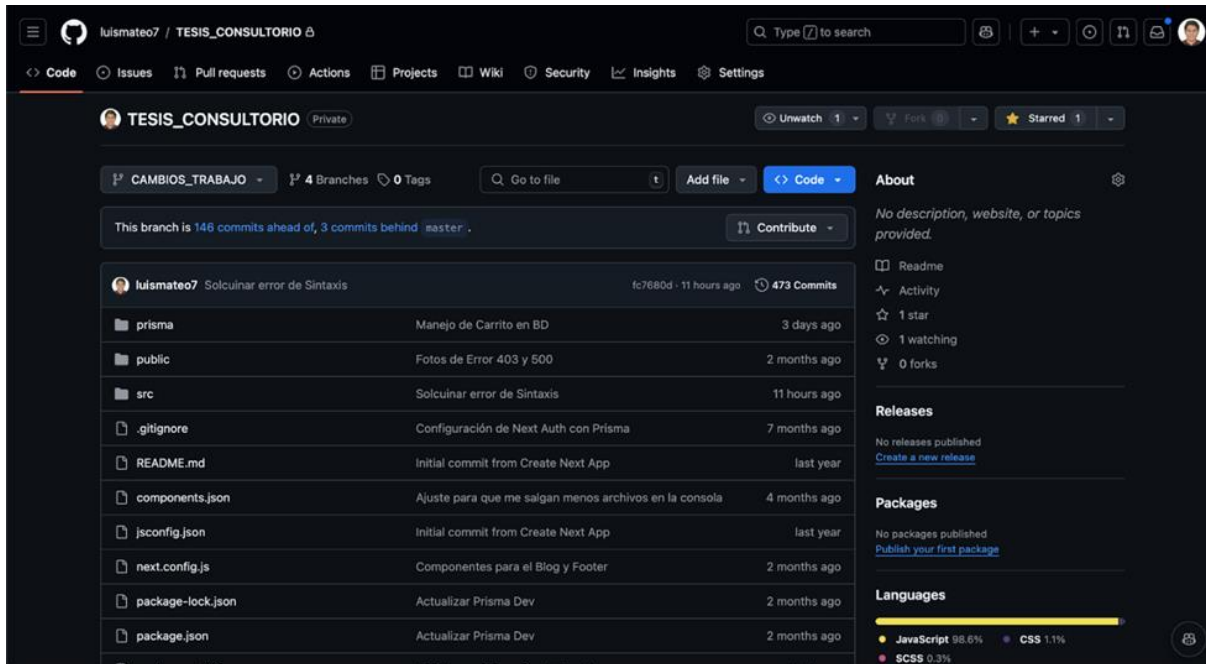 luismateo7 / TESIS_CONSULTORIO
Type / to search
Code Issues Pull requests Actions Projects Wiki Security Insights Settings
TESIS_CONSULTORIO Private
Unwatch 1 Fork 0 Starred 1
CAMBIOS_TRABAJO 4 Branches 0 Tags Go to file t Add file Code
This branch is 146 commits ahead of, 3 commits behind master .
Contribute
luismateo7 Solcuinar error de Sintaxis fc7680d · 11 hours ago 473 Commits
prisma Manejo de Carrito en BD 3 days ago
public Fotos de Error 403 y 500 2 months ago
src Solcuinar error de Sintaxis 11 hours ago
.gitignore Configuración de Next Auth con Prisma 7 months ago
README.md Initial commit from Create Next App last year
components.json Ajuste para que me salgan menos archivos en la consola 4 months ago
jsconfig.json Initial commit from Create Next App last year
next.config.js Componentes para el Blog y Footer 2 months ago
package-lock.json Actualizar Prisma Dev 2 months ago
package.json Actualizar Prisma Dev 2 months ago
About
No description, website, or topics
provided.
Readme
Activity
1 star
1 watching
0 forks
Releases
No releases published
Create a new release
Packages
No packages published
Publish your first package
Languages
JavaScript 98.6% CSS 1.1%
SCSS 0.3%